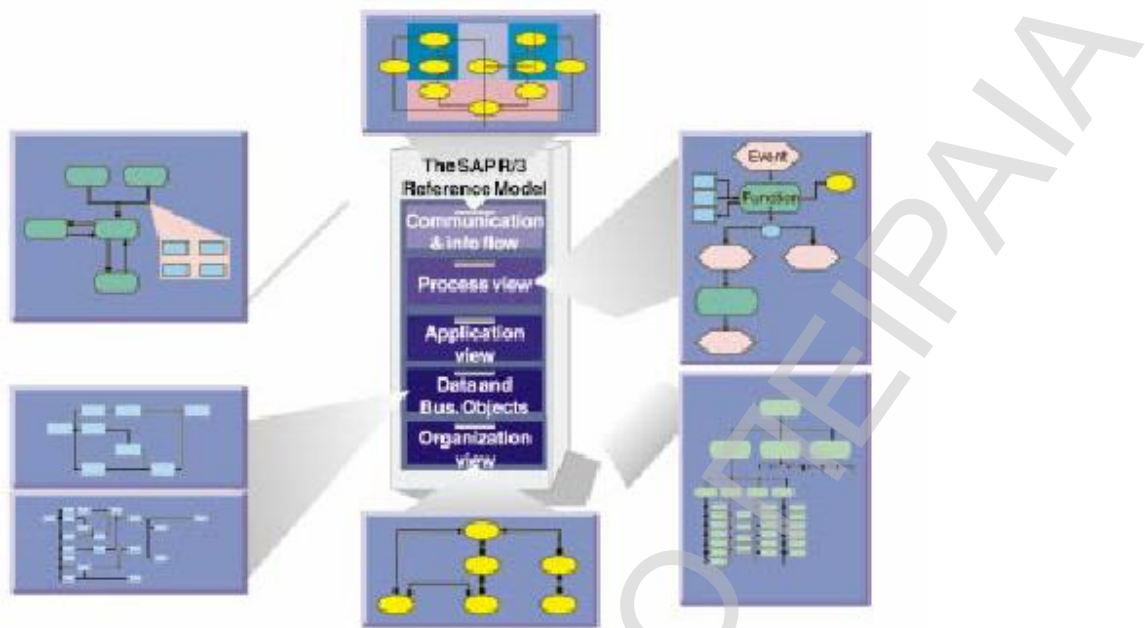 The SAP R/3
Reference Model
Communication
& info flow
Process view
Application
view
Data and
Bus. Objects
Organization
view
Event
Function